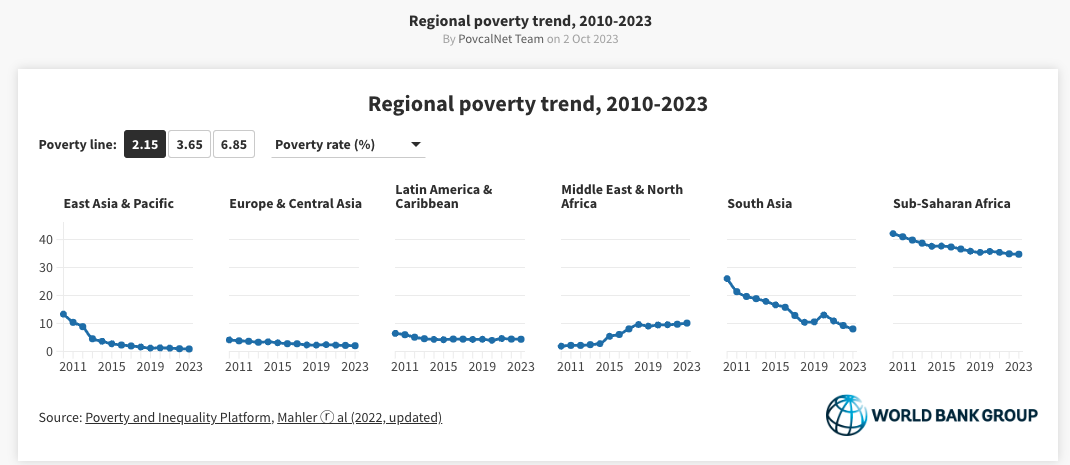 Regional poverty trend, 2010-2023
By PovcalNet Team on 2 Oct 2023
Regional poverty trend, 2010-2023
Poverty line: 2.15 3.65 6.85 Poverty rate (%)
East Asia & Pacific
Europe & Central Asia
Latin America &
Caribbean
Middle East & North
Africa
South Asia
Sub-Saharan Africa
40
30
20
10
0
2011 2015 2019 2023
2011 2015 2019 2023
2011 2015 2019 2023
2011 2015 2019 2023
2011 2015 2019 2023
2011 2015 2019 2023
Source: Poverty and Inequality Platform, Mahler ⓡ al (2022, updated)
WORLD BANK GROUP